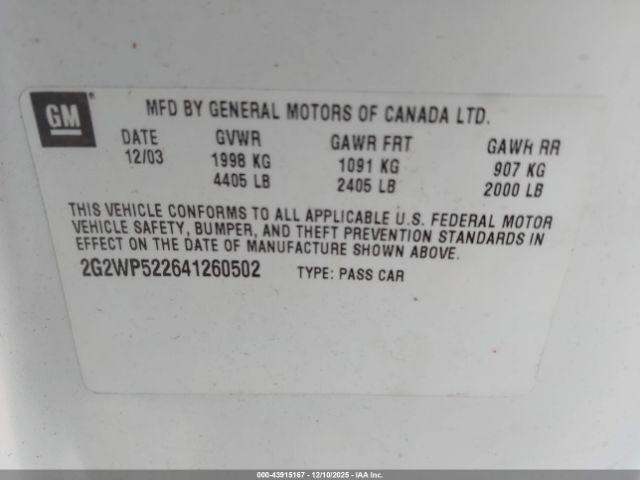 GM®
MFD BY GENERAL MOTORS OF CANADA LTD.
DATE GVWR GAWR FRT GAWR RR
12/03 1998 KG 1091 KG 907 KG
4405 LB 2405 LB 2000 LB
THIS VEHICLE CONFORMS TO ALL APPLICABLE U.S. FEDERAL MOTOR
VEHICLE SAFETY, BUMPER, AND THEFT PREVENTION STANDARDS IN
EFFECT ON THE DATE OF MANUFACTURE SHOWN ABOVE.
2G2WP522641260502 TYPE: PASS CAR
000-43915167 - 12/10/2025 - IAA Inc.